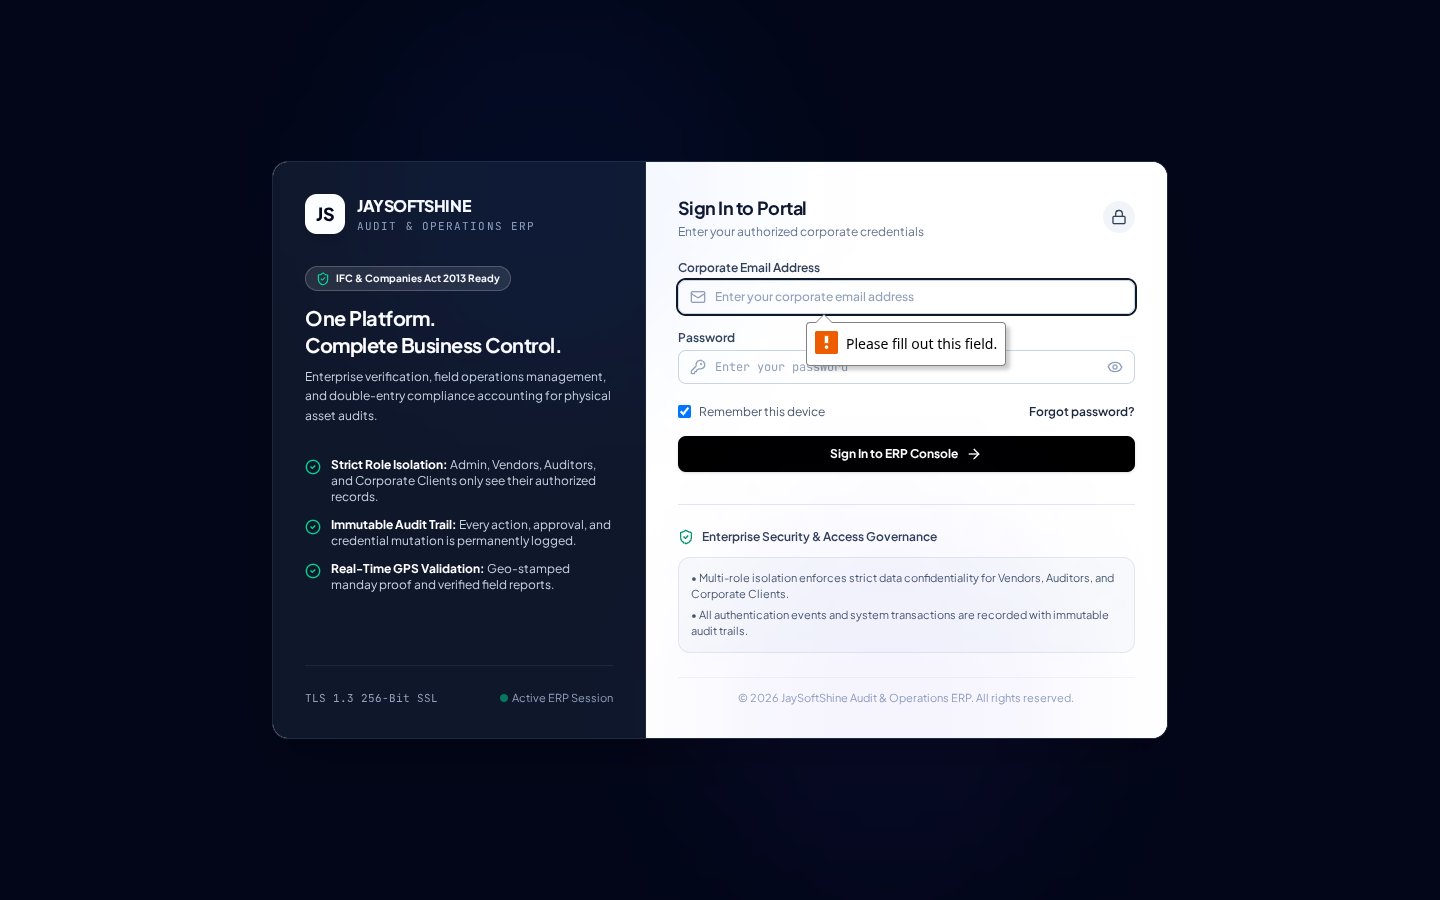 JS
JAYSOFTSHINE
AUDIT & OPERATIONS ERP
IFC & Companies Act 2013 Ready
One Platform.
Complete Business Control.
Enterprise verification, field operations management,
and double-entry compliance accounting for physical
asset audits.
Strict Role Isolation: Admin, Vendors, Auditors,
and Corporate Clients only see their authorized
records.
Immutable Audit Trail: Every action, approval, and
credential mutation is permanently logged.
Real-Time GPS Validation: Geo-stamped
manday proof and verified field reports.
TLS 1.3 256-Bit SSL
Active ERP Session
Sign In to Portal
Enter your authorized corporate credentials
Corporate Email Address
Enter your corporate email address
Please fill out this field.
Password
Enter your password
Remember this device
Forgot password?
Sign In to ERP Console
Enterprise Security & Access Governance
• Multi-role isolation enforces strict data confidentiality for Vendors, Auditors, and
Corporate Clients.
• All authentication events and system transactions are recorded with immutable
audit trails.
© 2026 JaySoftShine Audit & Operations ERP. All rights reserved.